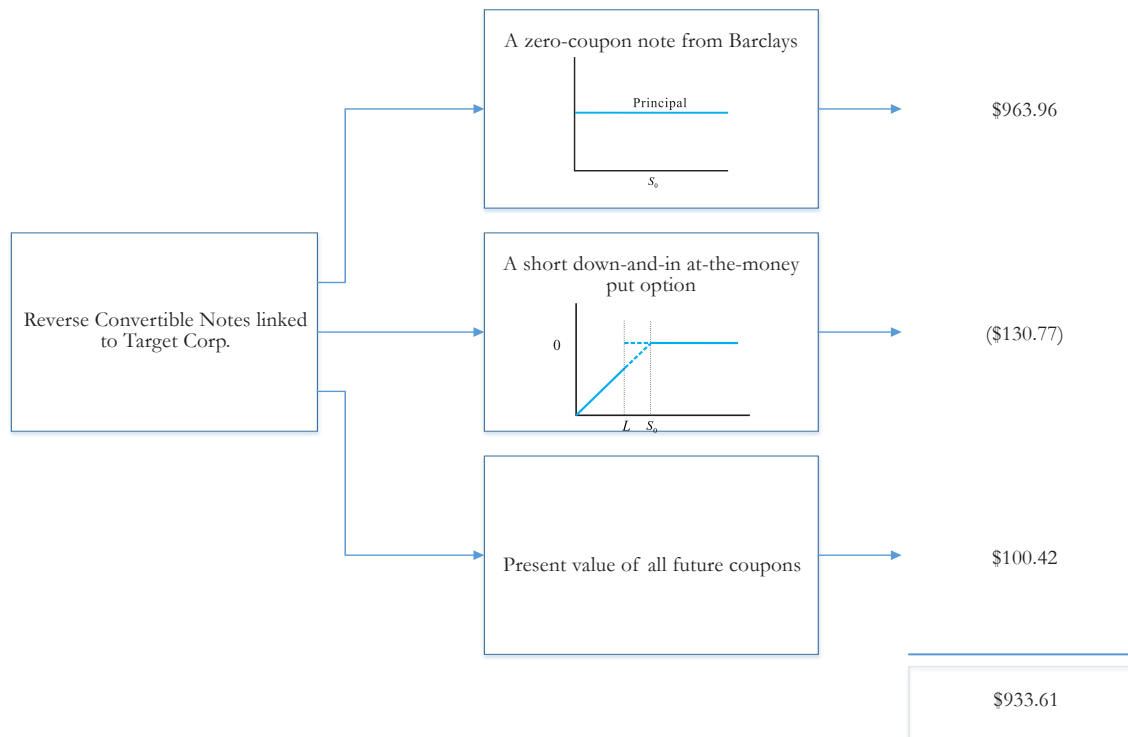 A zero-coupon note from Barclays
Principal
S₀
$963.96
Reverse Convertible Notes linked
to Target Corp.
A short down-and-in at-the-money
put option
0
L S₀
($130.77)
Present value of all future coupons
$100.42
$933.61